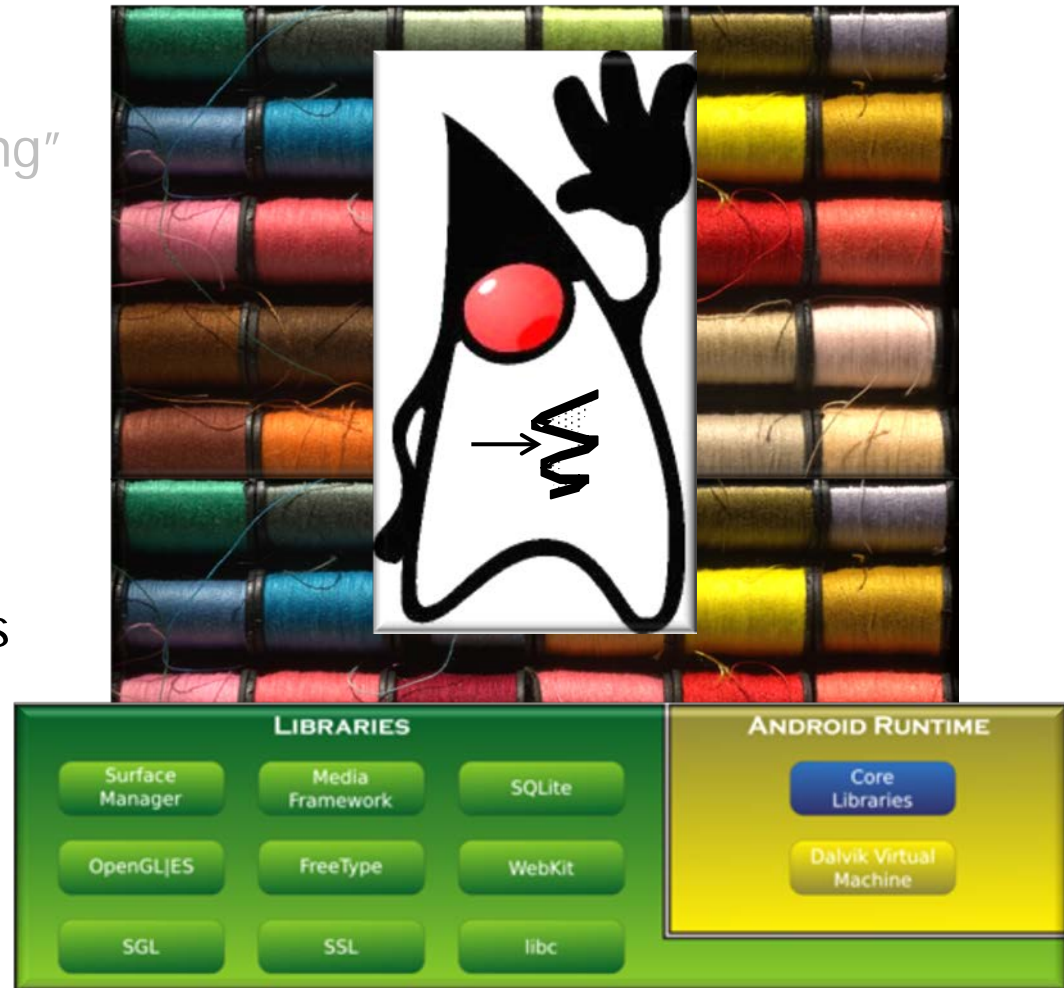 ng”
s
LIBRARIES
Surface
Manager
Media
Framework
SQLite
OpenGL|ES
FreeType
WebKit
SGL
SSL
libc
ANDROID RUNTIME
Core
Libraries
Dalvik Virtual
Machine